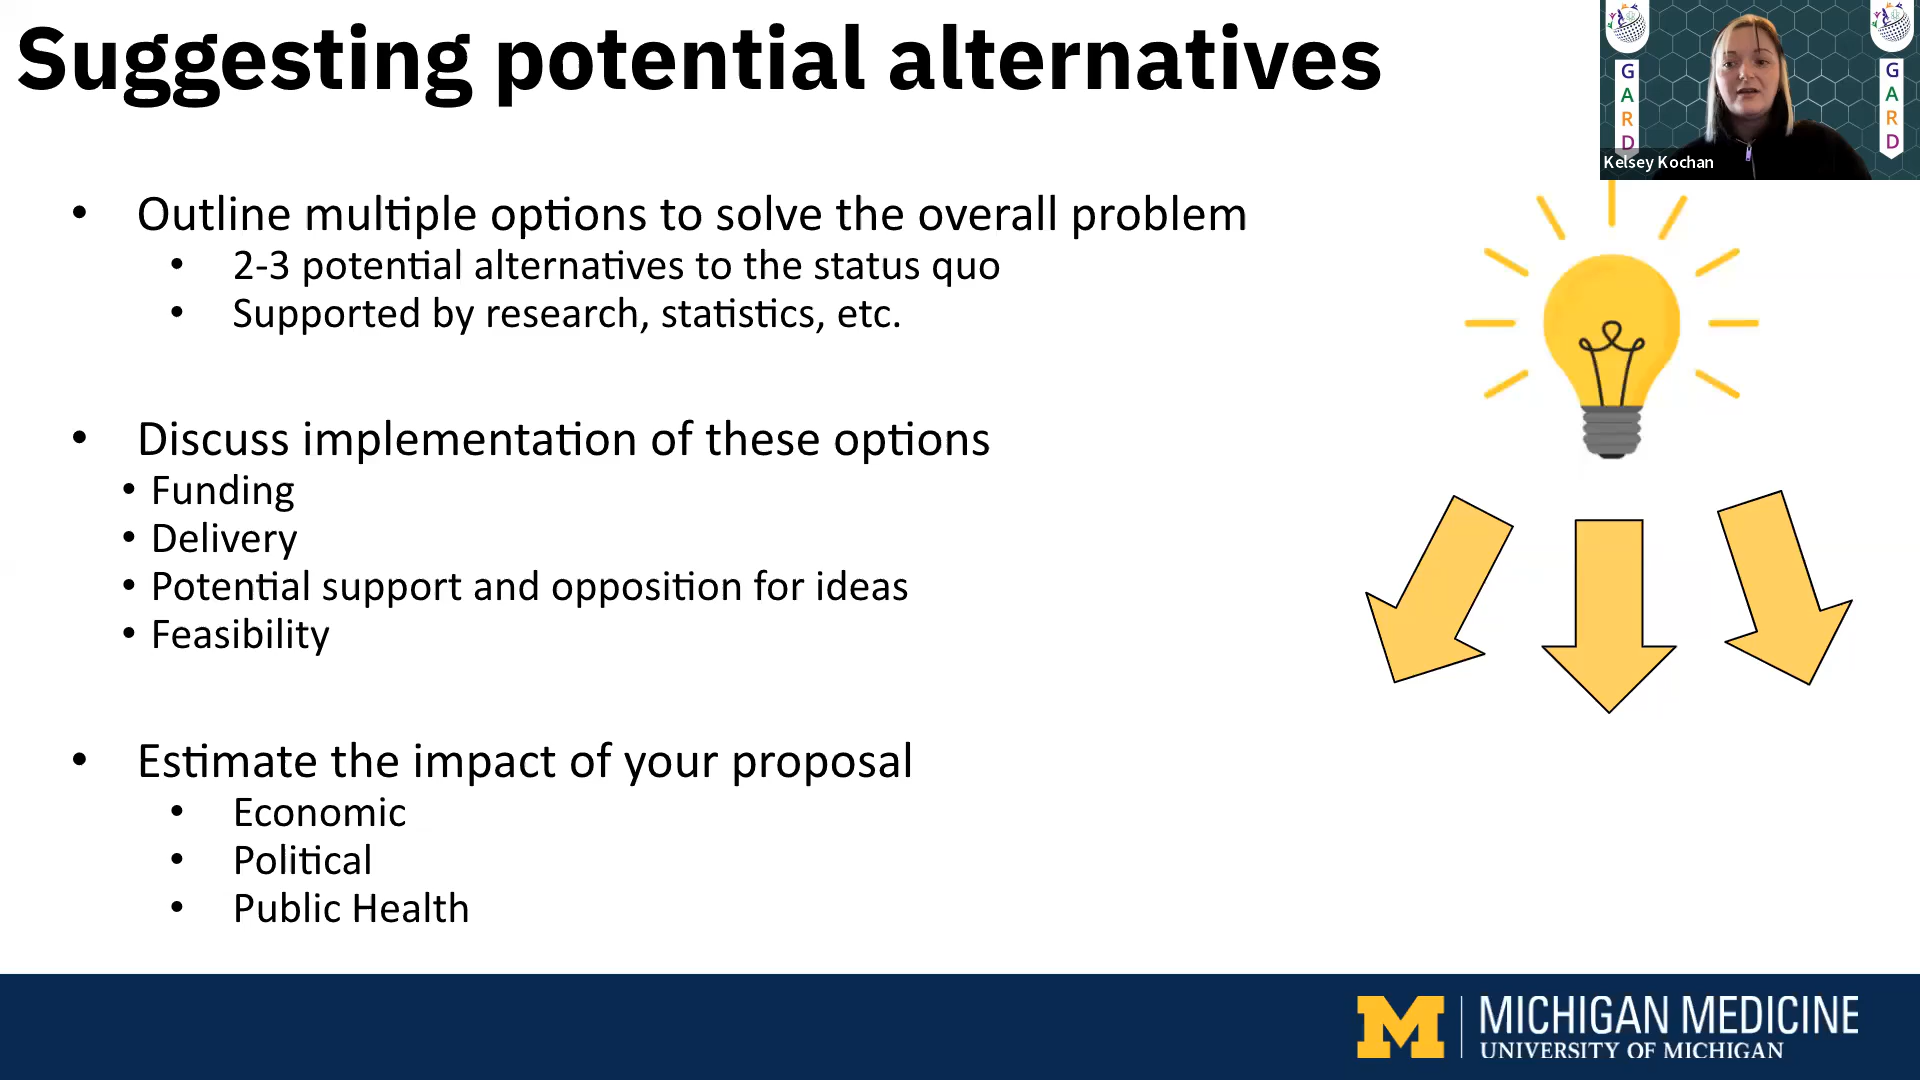 Suggesting potential alternatives
G
A
R
D
G
A
R
D
Kelsey Kochan
• Outline multiple options to solve the overall problem
• 2-3 potential alternatives to the status quo
• Supported by research, statistics, etc.
• Discuss implementation of these options
• Funding
• Delivery
• Potential support and opposition for ideas
• Feasibility
• Estimate the impact of your proposal
• Economic
• Political
• Public Health
M
MICHIGAN MEDICINE
UNIVERSITY OF MICHIGAN